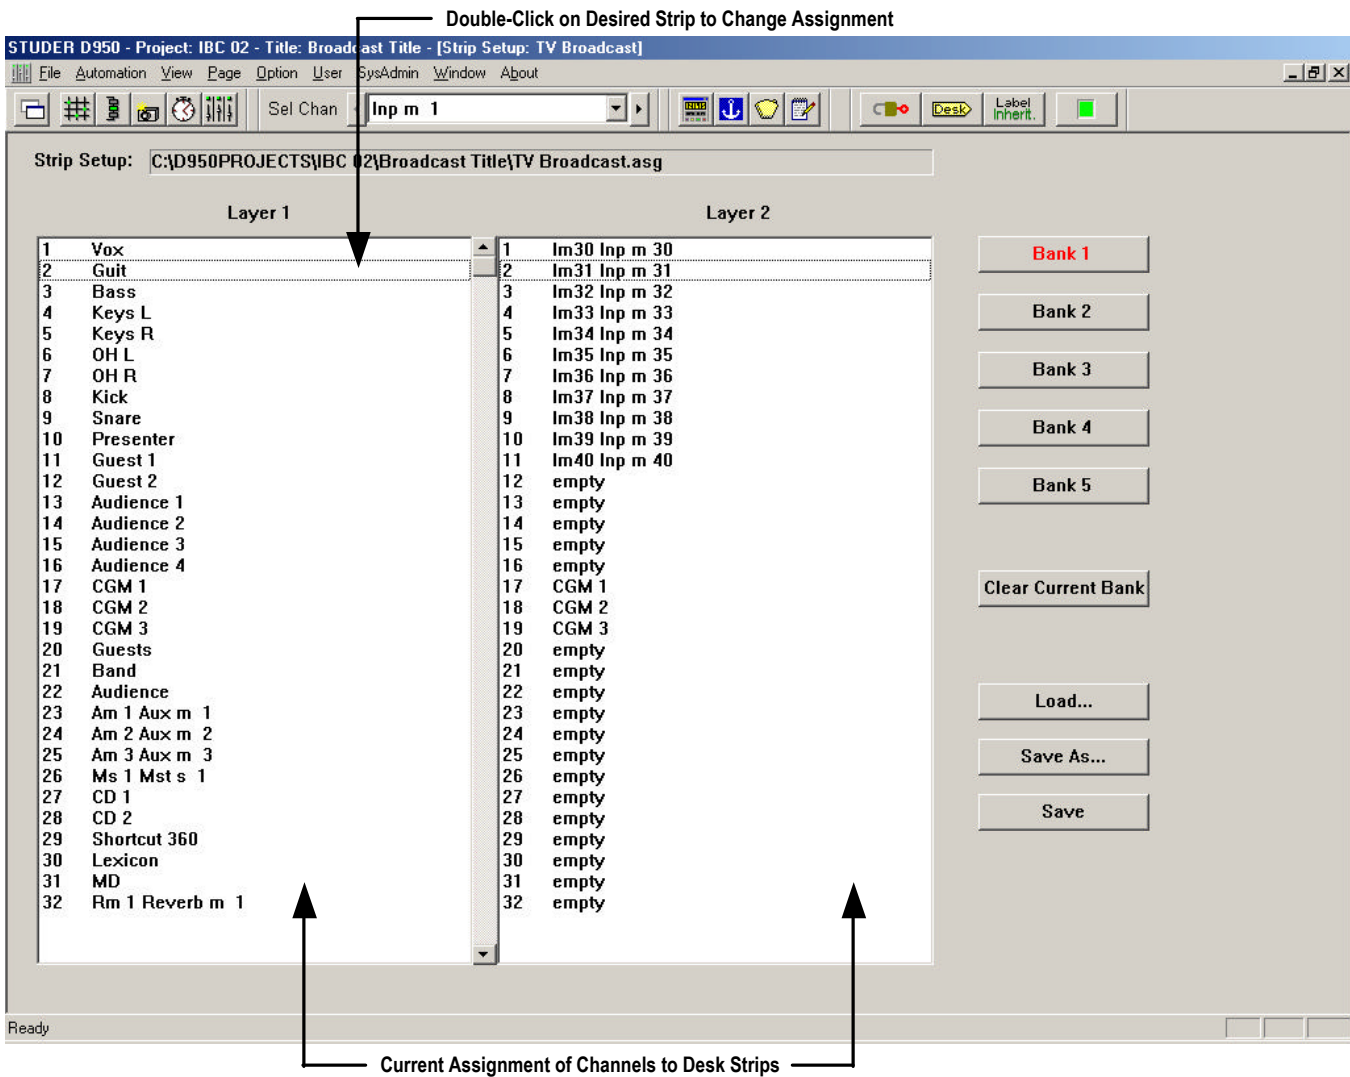 Double-Click on Desired Strip to Change Assignment
STUDER D950 - Project: IBC 02 - Title: Broadcast Title - [Strip Setup: TV Broadcast]
File Automation View Page Option User SysAdmin Window About
Sel Chan Inp m 1 Desk Label Inherit.
Strip Setup: C:\D950PROJECTS\IBC 02\Broadcast Title\TV Broadcast.asg
Layer 1 Layer 2
1 Vox 1 Im30 Inp m 30
2 Guit 2 Im31 Inp m 31
3 Bass 3 Im32 Inp m 32
4 Keys L 4 Im33 Inp m 33
5 Keys R 5 Im34 Inp m 34
6 OH L 6 Im35 Inp m 35
7 OH R 7 Im36 Inp m 36
8 Kick 8 Im37 Inp m 37
9 Snare 9 Im38 Inp m 38
10 Presenter 10 Im39 Inp m 39
11 Guest 1 11 Im40 Inp m 40
12 Guest 2 12 empty
13 Audience 1 13 empty
14 Audience 2 14 empty
15 Audience 3 15 empty
16 Audience 4 16 empty
17 CGM 1 17 CGM 1
18 CGM 2 18 CGM 2
19 CGM 3 19 CGM 3
20 Guests 20 empty
21 Band 21 empty
22 Audience 22 empty
23 Am 1 Aux m 1 23 empty
24 Am 2 Aux m 2 24 empty
25 Am 3 Aux m 3 25 empty
26 Ms 1 Mst s 1 26 empty
27 CD 1 27 empty
28 CD 2 28 empty
29 Shortcut 360 29 empty
30 Lexicon 30 empty
31 MD 31 empty
32 Rm 1 Reverb m 1 32 empty
Bank 1
Bank 2
Bank 3
Bank 4
Bank 5
Clear Current Bank
Load...
Save As...
Save
Ready
Current Assignment of Channels to Desk Strips